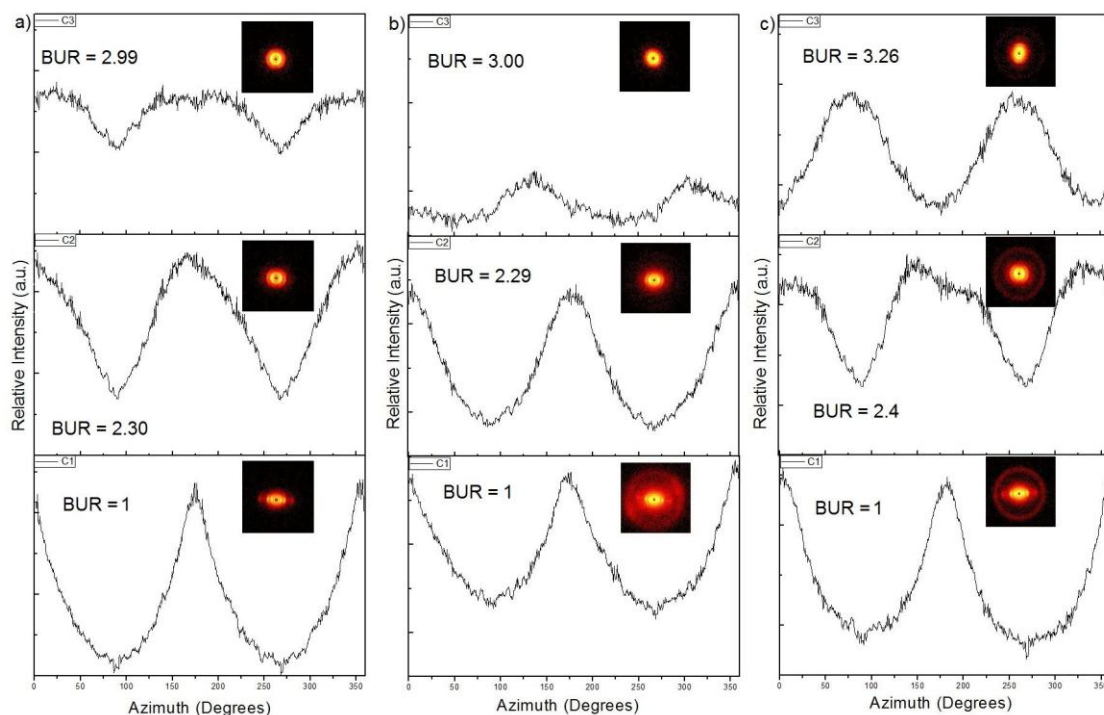 a)
C3
BUR = 2.99
C2
BUR = 2.30
C1
BUR = 1
Relative Intensity (a.u.)
0 50 100 150 200 250 300 350
Azimuth (Degrees)
b)
C3
BUR = 3.00
C2
BUR = 2.29
C1
BUR = 1
Relative Intensity (a.u.)
0 50 100 150 200 250 300 350
Azimuth (Degrees)
c)
C3
BUR = 3.26
C2
BUR = 2.4
C1
BUR = 1
Relative Intensity (a.u.)
0 50 100 150 200 250 300 350
Azimuth (Degrees)